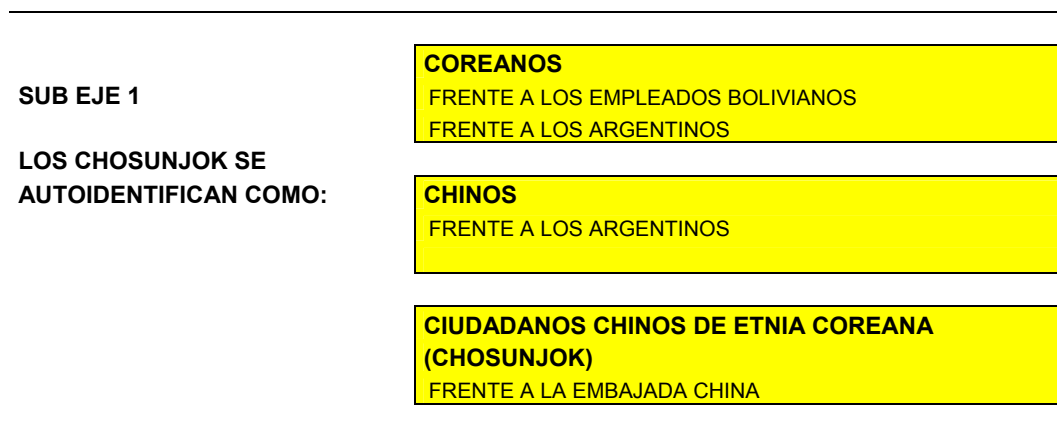 SUB EJE 1
LOS CHOSUNJOK SE
AUTOIDENTIFICAN COMO:
COREANOS
FRENTE A LOS EMPLEADOS BOLIVIANOS
FRENTE A LOS ARGENTINOS
CHINOS
FRENTE A LOS ARGENTINOS
CIUDADANOS CHINOS DE ETNIA COREANA
(CHOSUNJOK)
FRENTE A LA EMBAJADA CHINA